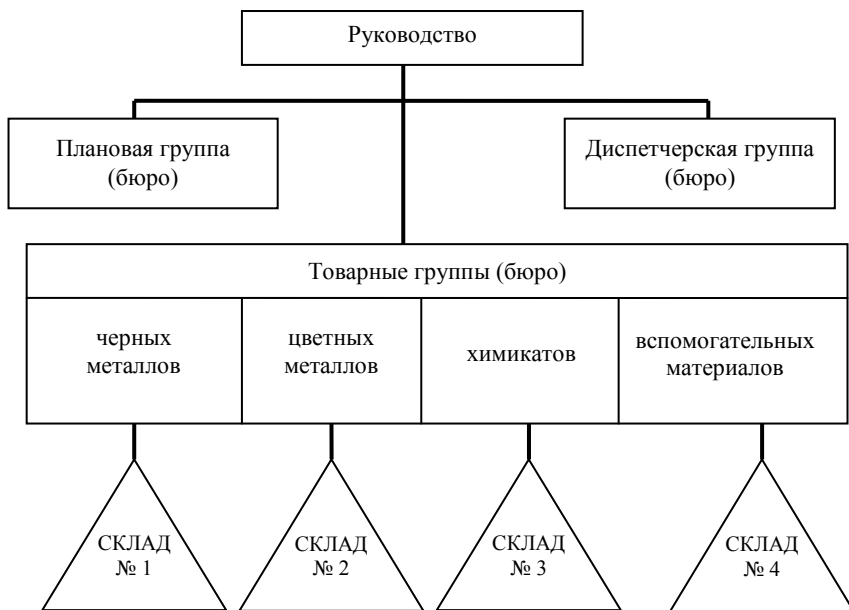 Руководство
Плановая группа
(бюро)
Диспетчерская группа
(бюро)
Товарные группы (бюро)
черных
металлов
цветных
металлов
химикатов
вспомогательных
материалов
СКЛАД
№ 1
СКЛАД
№ 2
СКЛАД
№ 3
СКЛАД
№ 4